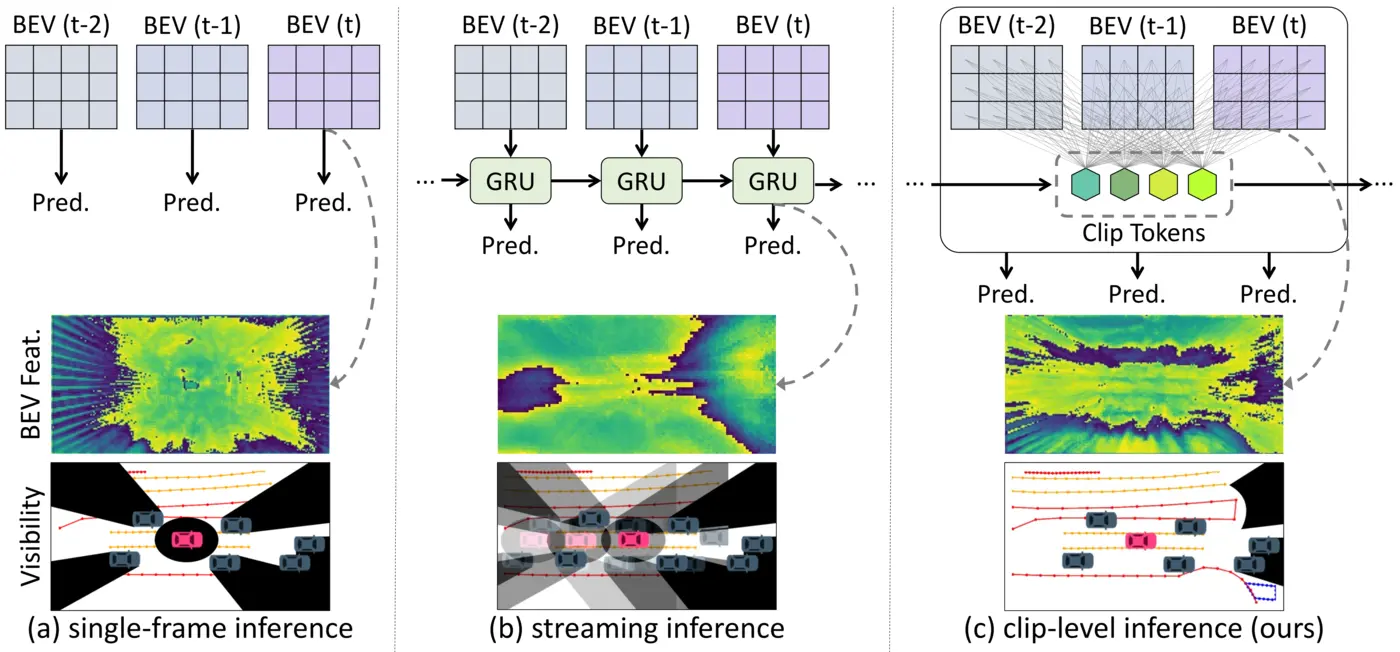 BEV (t-2) BEV (t-1) BEV (t)
Pred. Pred. Pred.
BEV Feat.
Visibility
(a) single-frame inference
BEV (t-2) BEV (t-1) BEV (t)
... GRU GRU GRU ...
Pred. Pred. Pred.
(b) streaming inference
BEV (t-2) BEV (t-1) BEV (t)
... ...
Clip Tokens
Pred. Pred. Pred.
(c) clip-level inference (ours)